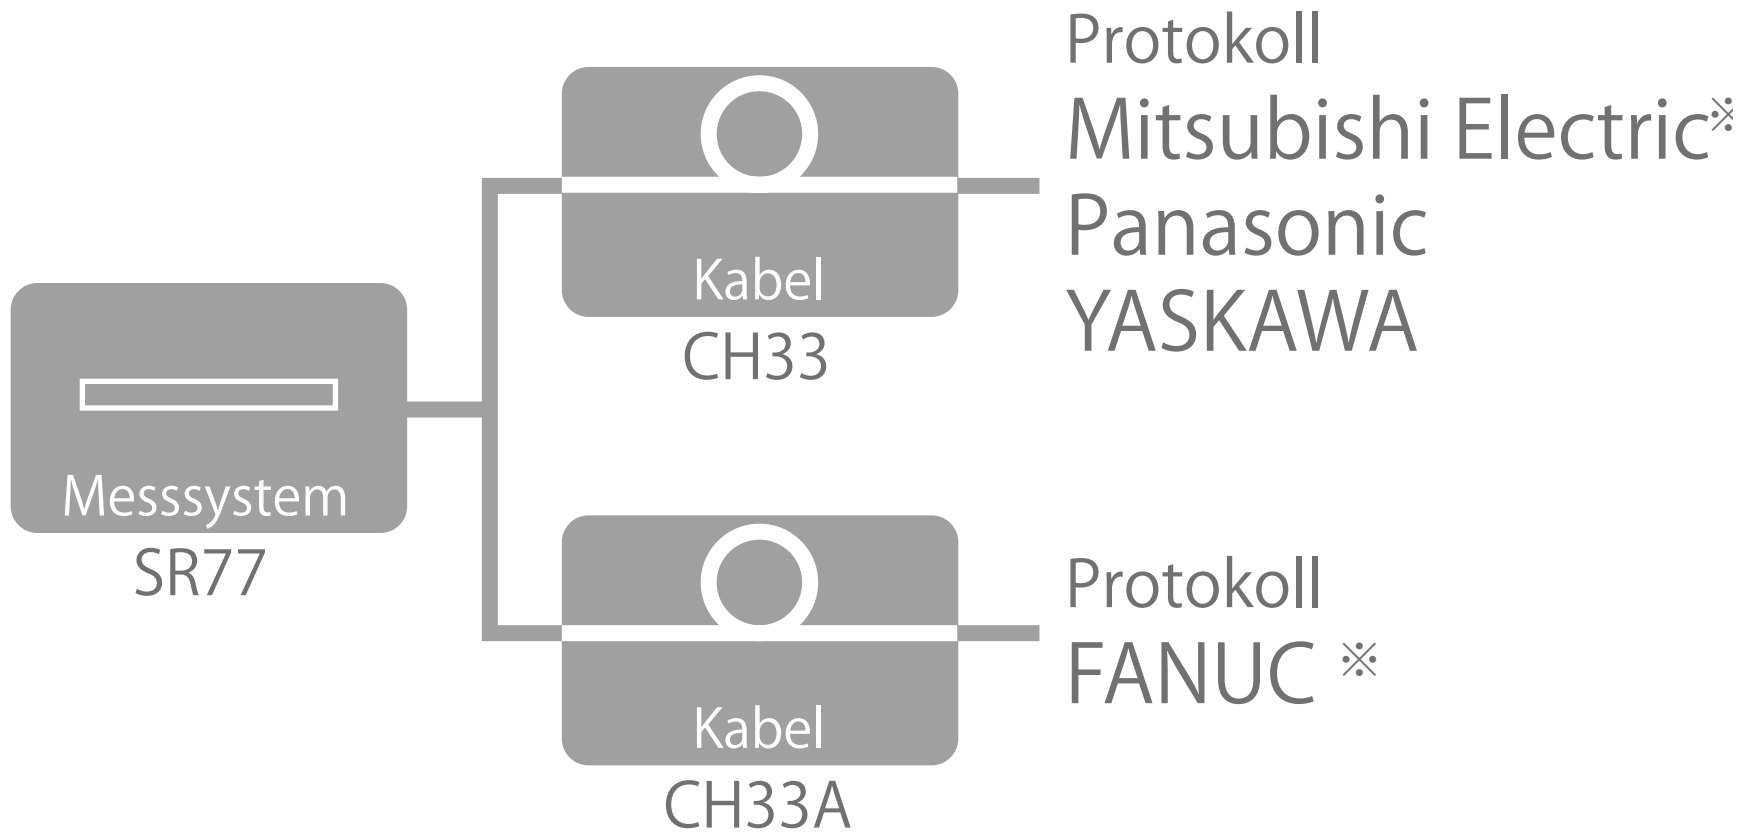 Protokoll
Mitsubishi Electric※
Panasonic
YASKAWA
Kabel
CH33
Messsystem
SR77
Protokoll
FANUC ※
Kabel
CH33A